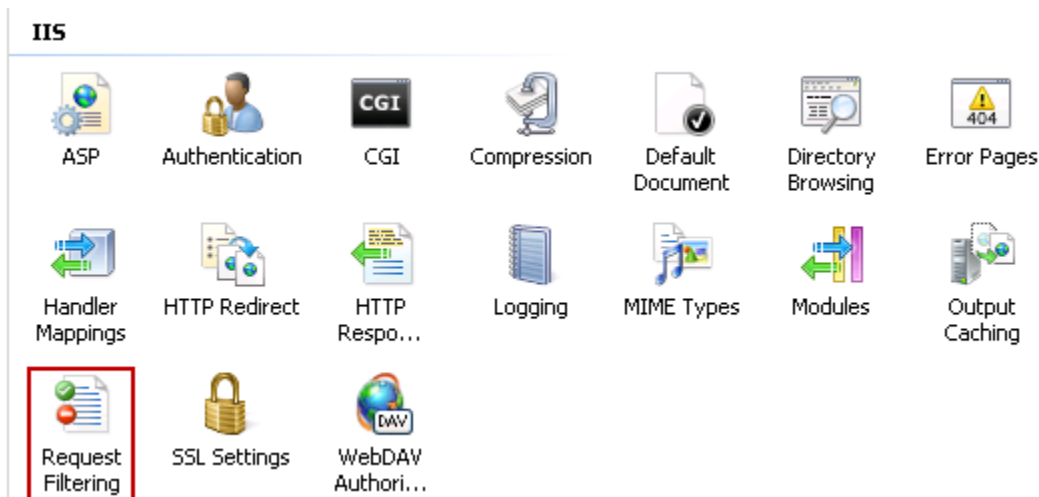 IIS
CGI
404
ASP
Authentication
CGI
Compression
Default
Document
Directory
Browsing
Error Pages
Handler
Mappings
HTTP Redirect
HTTP
Respo...
Logging
MIME Types
Modules
Output
Caching
DAV
Request
Filtering
SSL Settings
WebDAV
Authori...